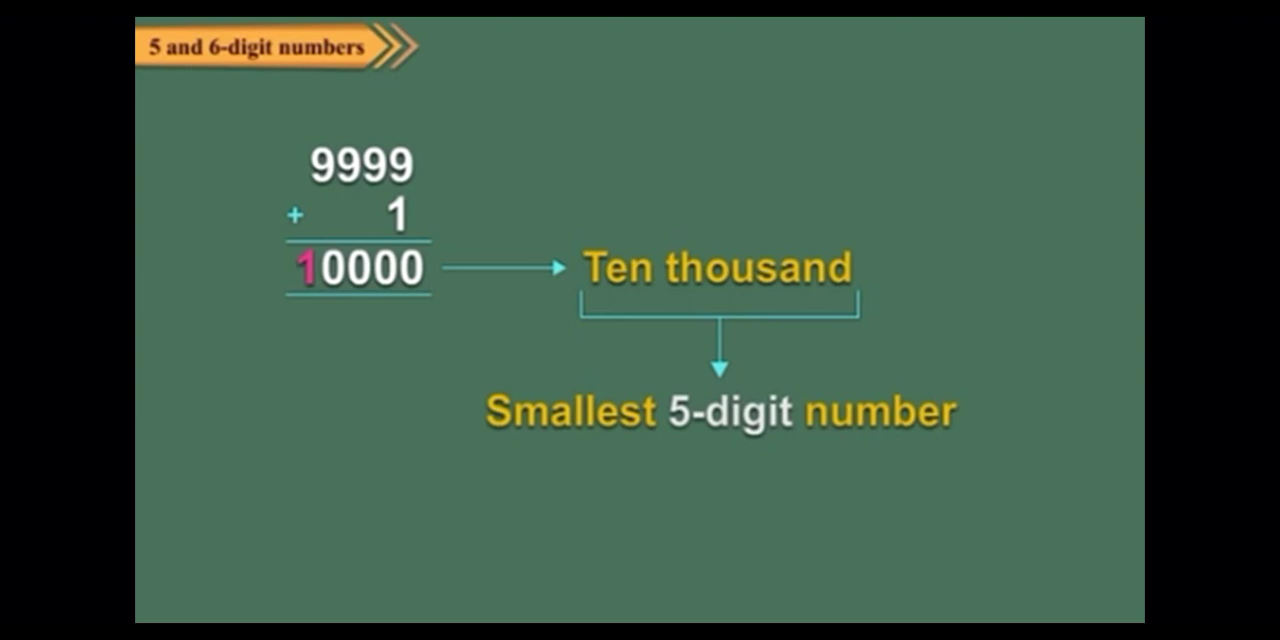 5 and 6-digit numbers
9999
+ 1
10000
Ten thousand
Smallest 5-digit number